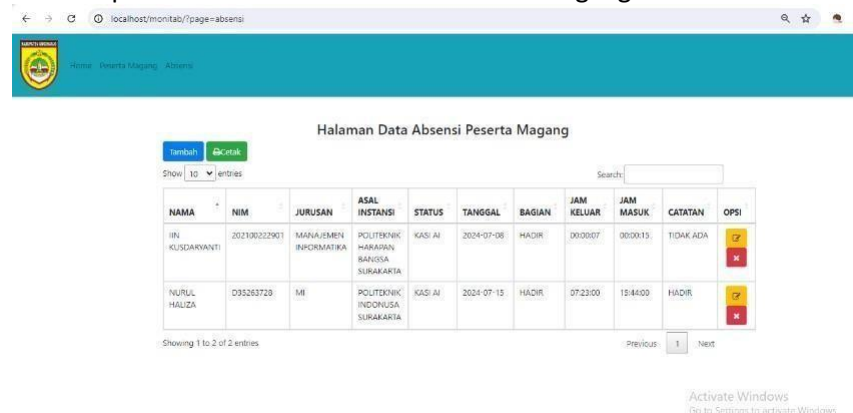 localhost/monitab/?page=absensi
Home Peserta Magang Absensi
Halaman Data Absensi Peserta Magang
Tambah Cetak
Show 10 entries
Search:
NAMA NIM JURUSAN ASAL INSTANSI STATUS TANGGAL BAGIAN JAM KELUAR JAM MASUK CATATAN OPSI
IIN KUSDARYANTI 202100222901 MANAJEMEN INFORMATIKA POLITEKNIK HARAPAN BANGSA SURAKARTA KASI AI 2024-07-08 HADIR 00:00:07 00:00:15 TIDAK ADA
NURUL HALIZA D35263728 MI POLITEKNIK INDONUSA SURAKARTA KASI AI 2024-07-15 HADIR 07:23:00 15:44:00 HADIR
Showing 1 to 2 of 2 entries
Previous 1 Next
Activate Windows
Go to Settings to activate Windows.